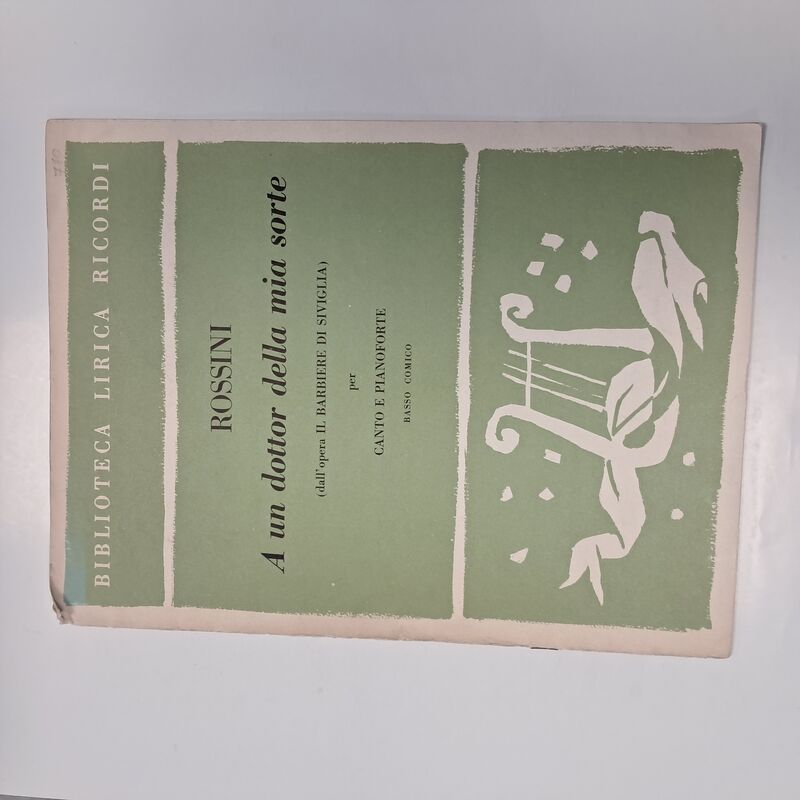 BIBLIOTECA LIRICA RICORDI
ROSSINI
A un dottor della mia sorte
(dall'opera IL BARBIERE DI SIVIGLIA)
per
CANTO E PIANOFORTE
BASSO COMICO